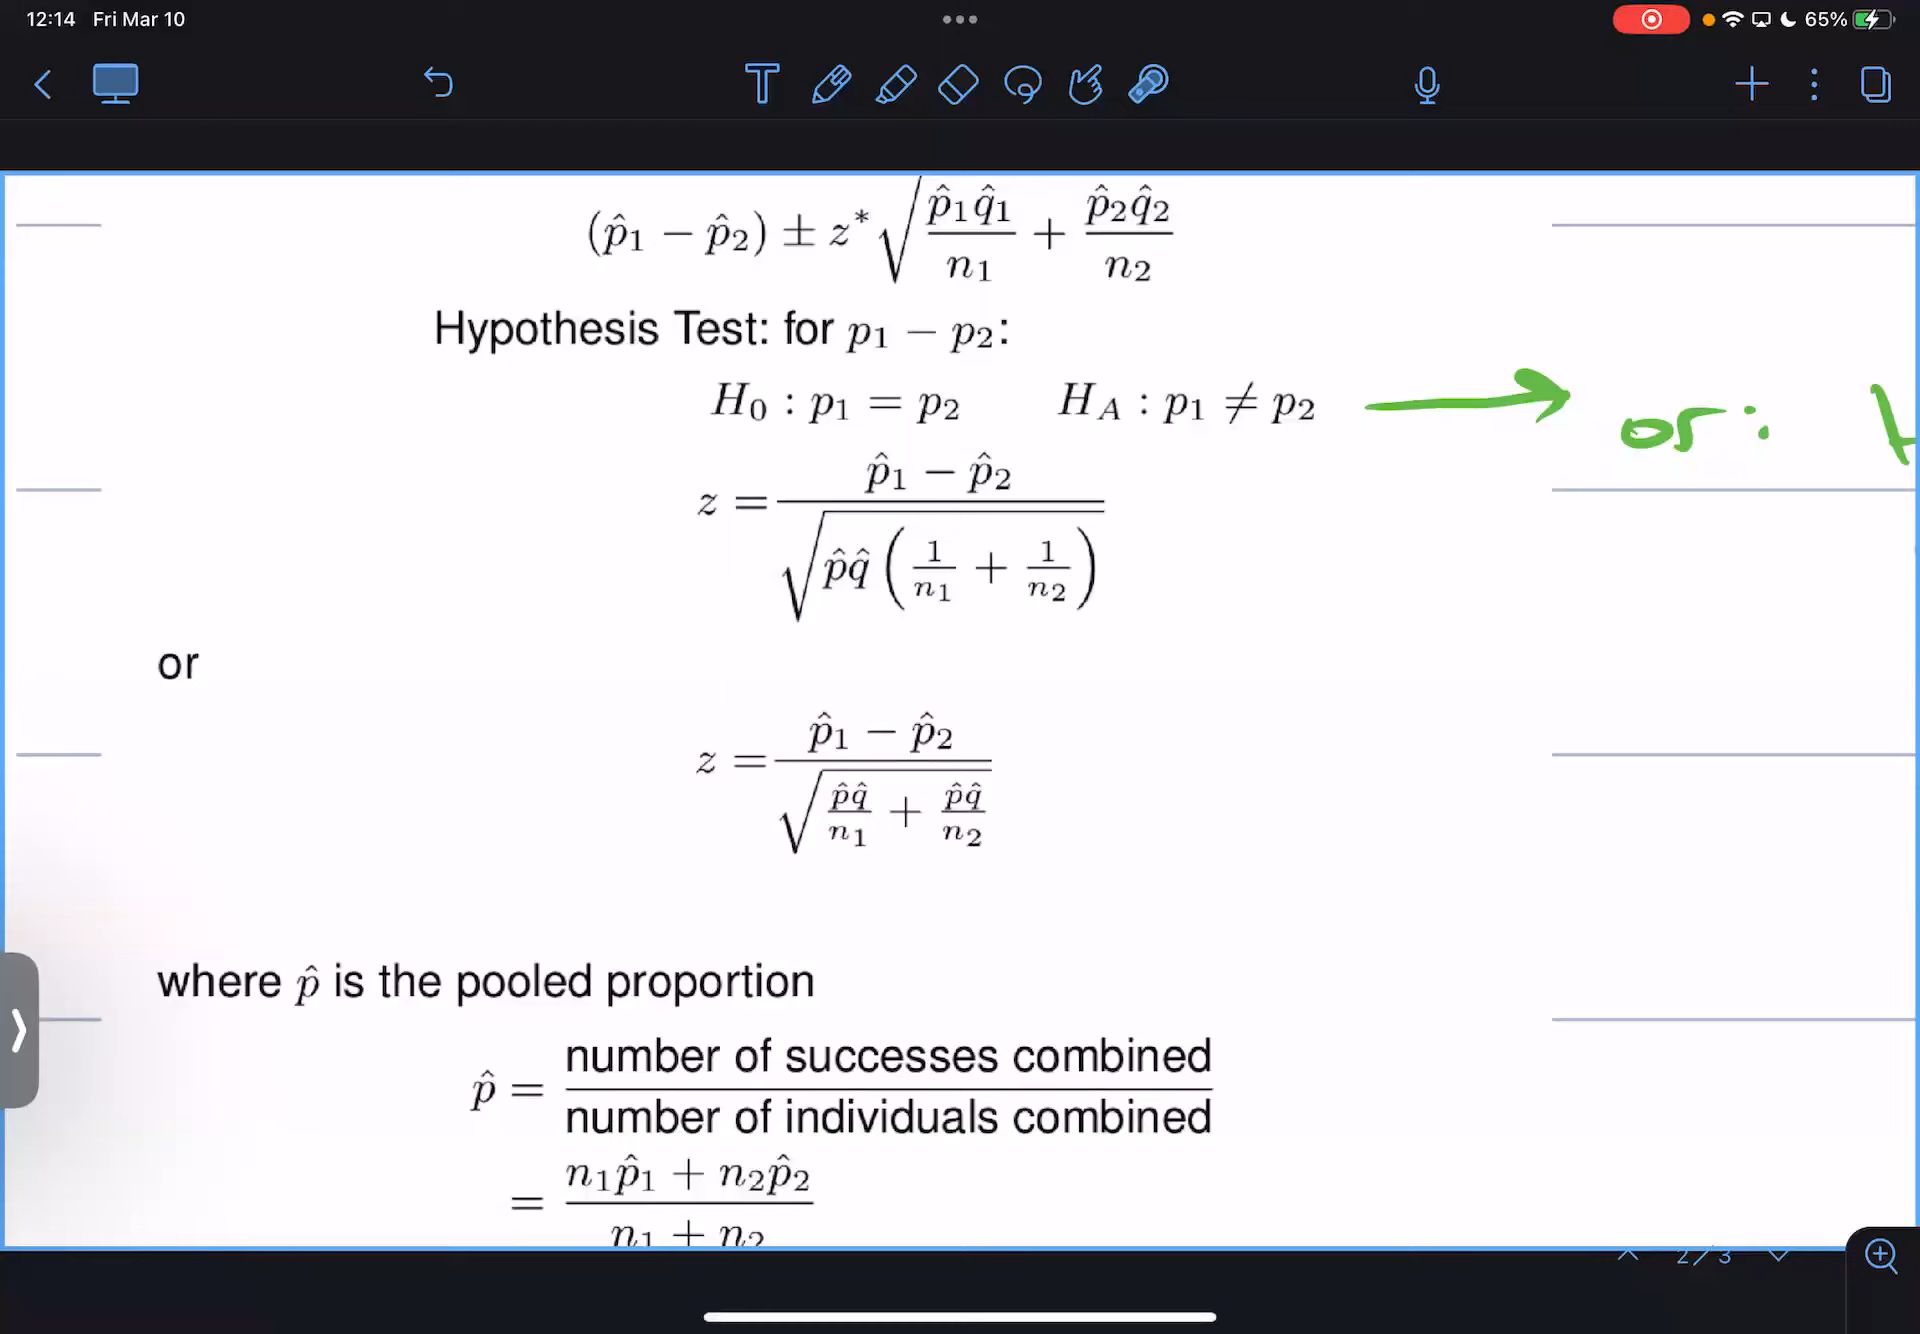 12:14 Fri Mar 10 65%
(p̂₁ − p̂₂) ± z* √(p̂₁q̂₁/n₁ + p̂₂q̂₂/n₂)
Hypothesis Test: for p₁ − p₂:
H₀ : p₁ = p₂ H_A : p₁ ≠ p₂
or:
z = (p̂₁ − p̂₂) / √(p̂q̂ (1/n₁ + 1/n₂))
or
z = (p̂₁ − p̂₂) / √(p̂q̂/n₁ + p̂q̂/n₂)
where p̂ is the pooled proportion
p̂ = number of successes combined / number of individuals combined
= (n₁p̂₁ + n₂p̂₂) / (n₁ + n₂)
2/3